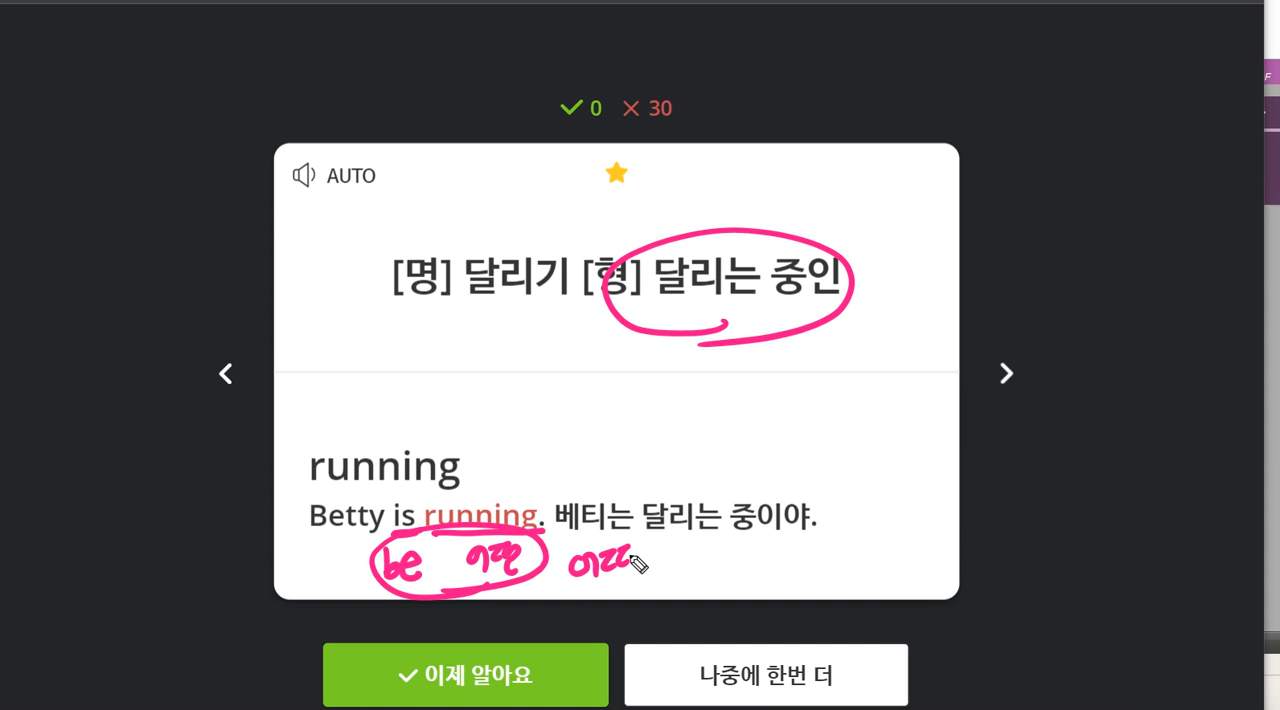 0 30
AUTO
[명] 달리기 [형] 달리는 중인
running
Betty is running. 베티는 달리는 중이야.
be
이제 알아요 나중에 한번 더